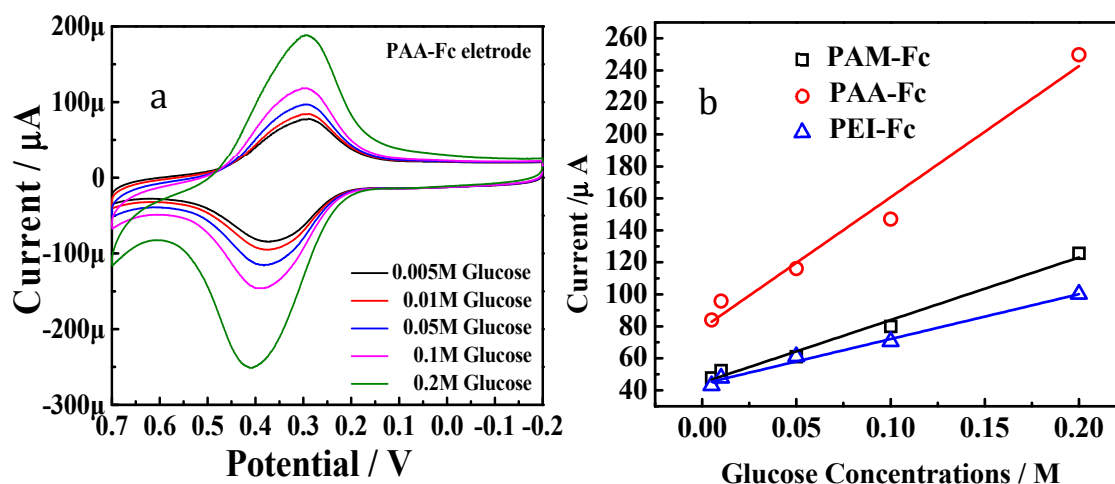 200μ
100μ
0
-100μ
-200μ
-300μ
Current / μA
PAA-Fc eletrode
a
0.005M Glucose
0.01M Glucose
0.05M Glucose
0.1M Glucose
0.2M Glucose
0.7 0.6 0.5 0.4 0.3 0.2 0.1 0.0 -0.1 -0.2
Potential / V
260
240
220
200
180
160
140
120
100
80
60
40
Current /μ A
b
PAM-Fc
PAA-Fc
PEI-Fc
0.00 0.05 0.10 0.15 0.20
Glucose Concentrations / M